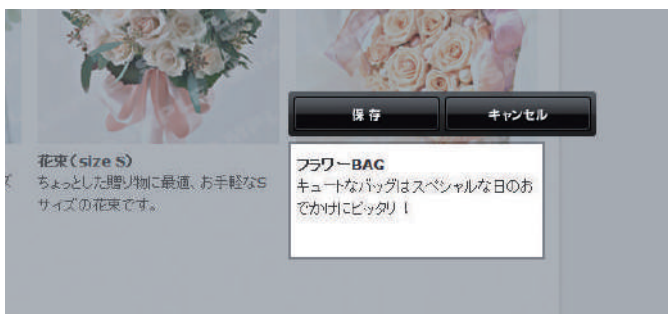 保存
キャンセル
花束(size S)
ちょっとした贈り物に最適、お手軽なS
サイズの花束です。
フラワーBAG
キュートなバッグはスペシャルな日のお
でかけにピッタリ！
ズ